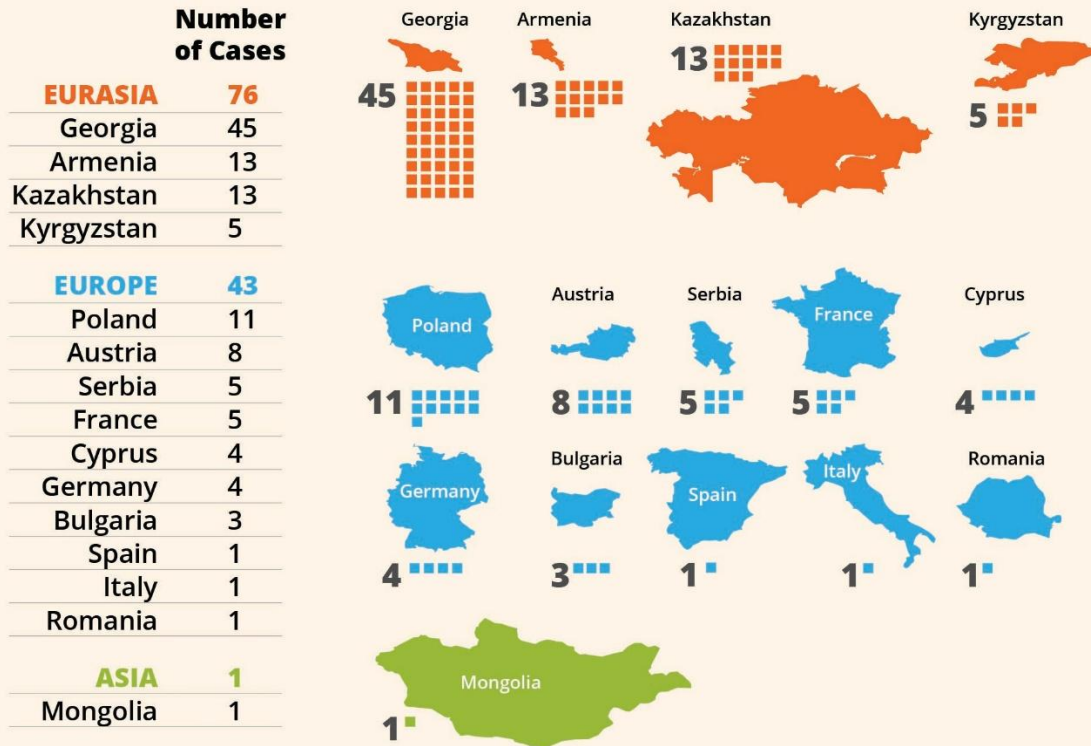 Number
of Cases
EURASIA 76
Georgia 45
Armenia 13
Kazakhstan 13
Kyrgyzstan 5
EUROPE 43
Poland 11
Austria 8
Serbia 5
France 5
Cyprus 4
Germany 4
Bulgaria 3
Spain 1
Italy 1
Romania 1
ASIA 1
Mongolia 1
Georgia Armenia Kazakhstan Kyrgyzstan
45 13 13 5
Poland Austria Serbia France Cyprus
11 8 5 5 4
Germany Bulgaria Spain Italy Romania
4 3 1 1 1
Mongolia
1